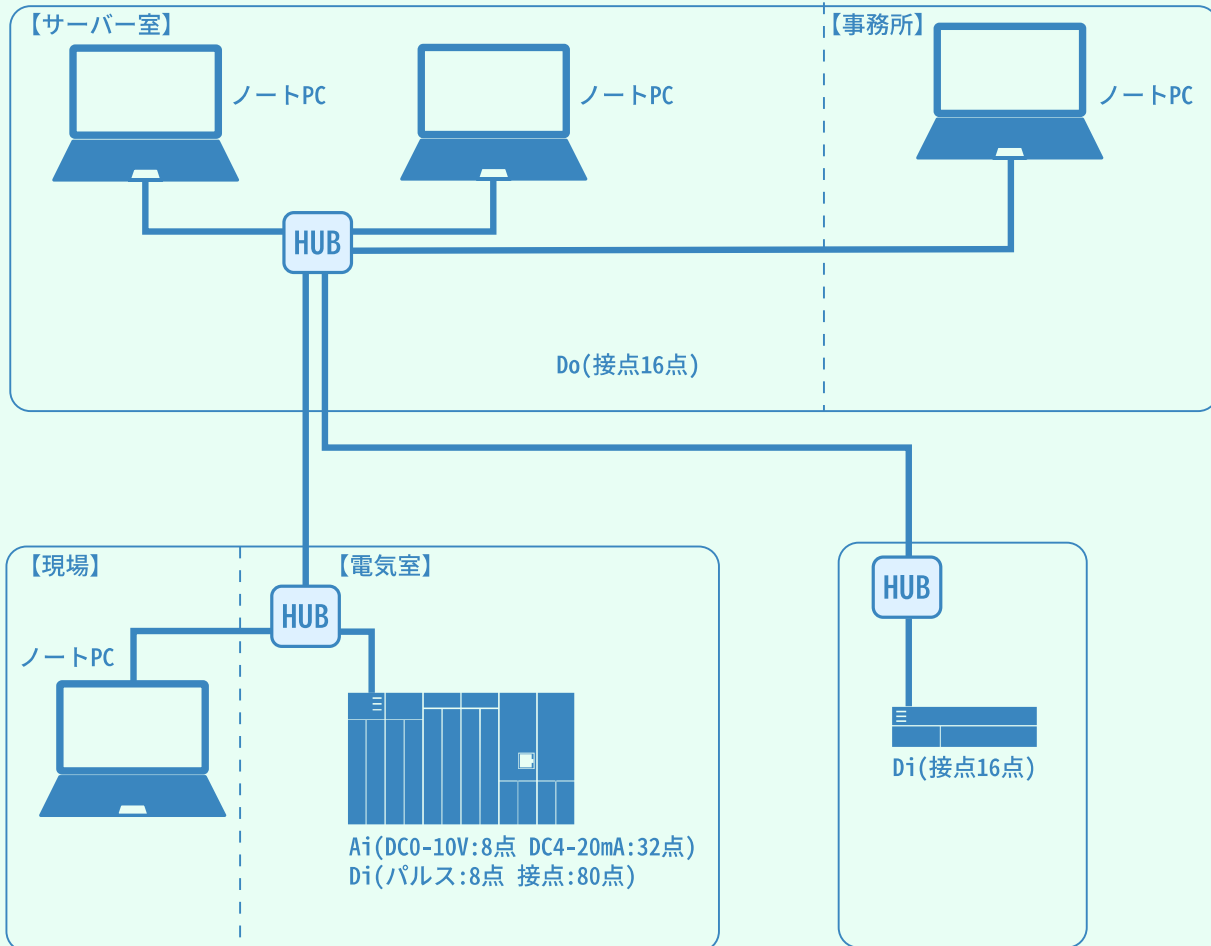 【サーバー室】
【事務所】
ノートPC
ノートPC
ノートPC
HUB
Do(接点16点)
【現場】
【電気室】
HUB
HUB
ノートPC
Di(接点16点)
Ai(DC0-10V:8点 DC4-20mA:32点)
Di(パルス:8点 接点:80点)